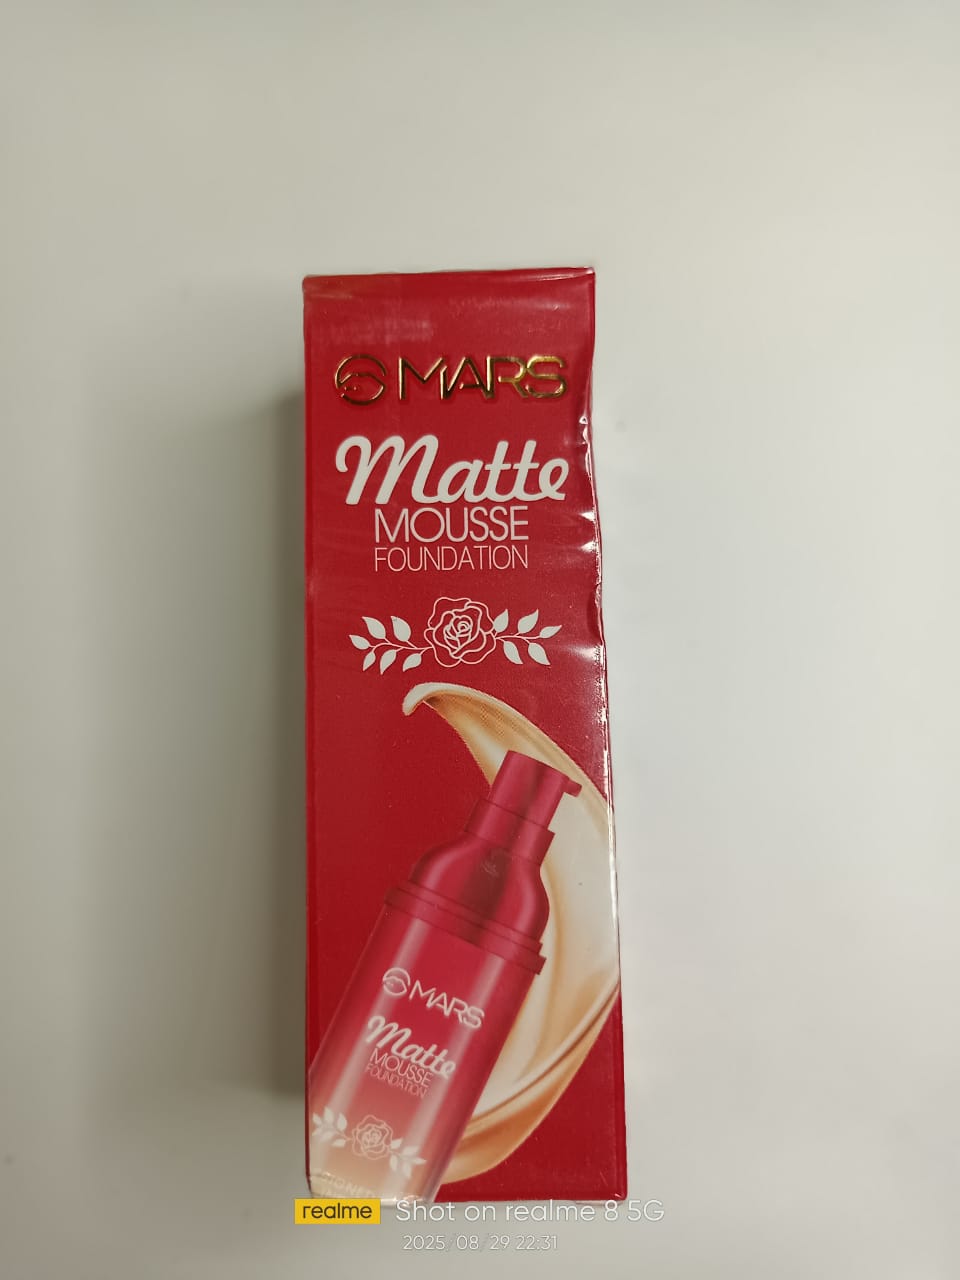 MARS
Matte
MOUSSE
FOUNDATION
MARS
Matte
MOUSSE
FOUNDATION
realme Shot on realme 8 5G
2025/08/29 22:31